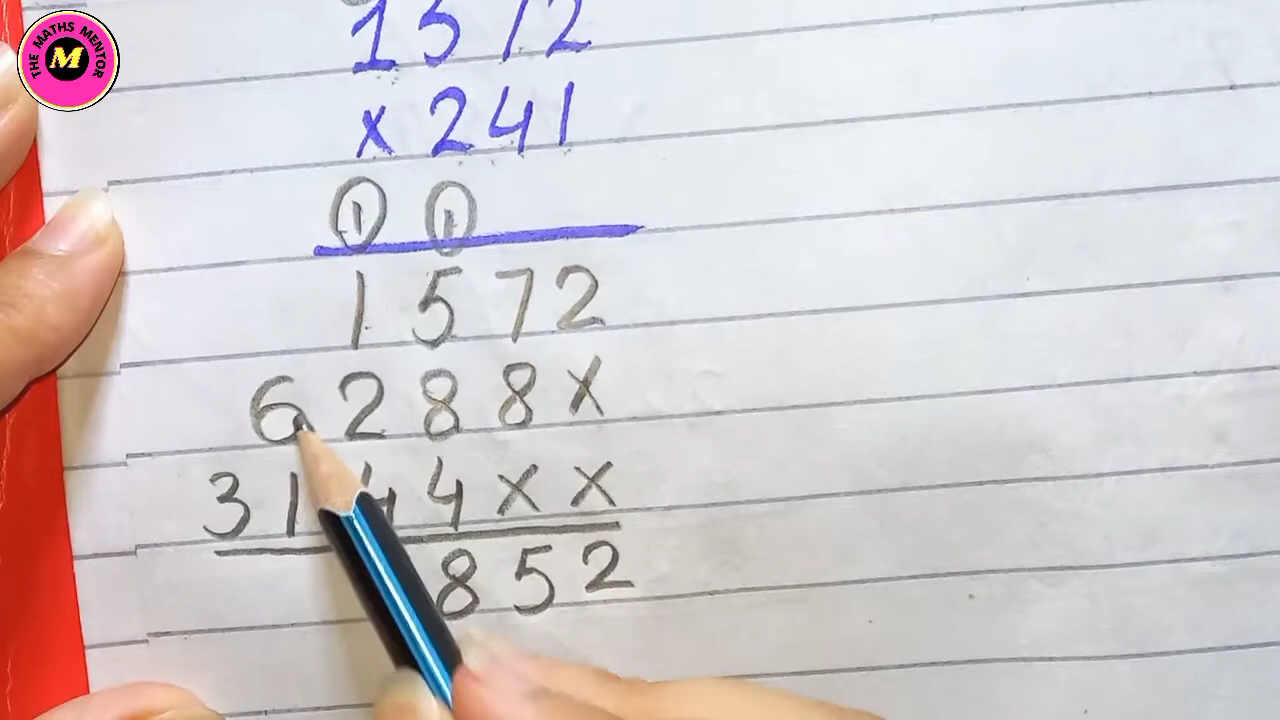 THE MATHS MENTOR
M
1572
x 241
1 1
1572
6288x
3144xx
852